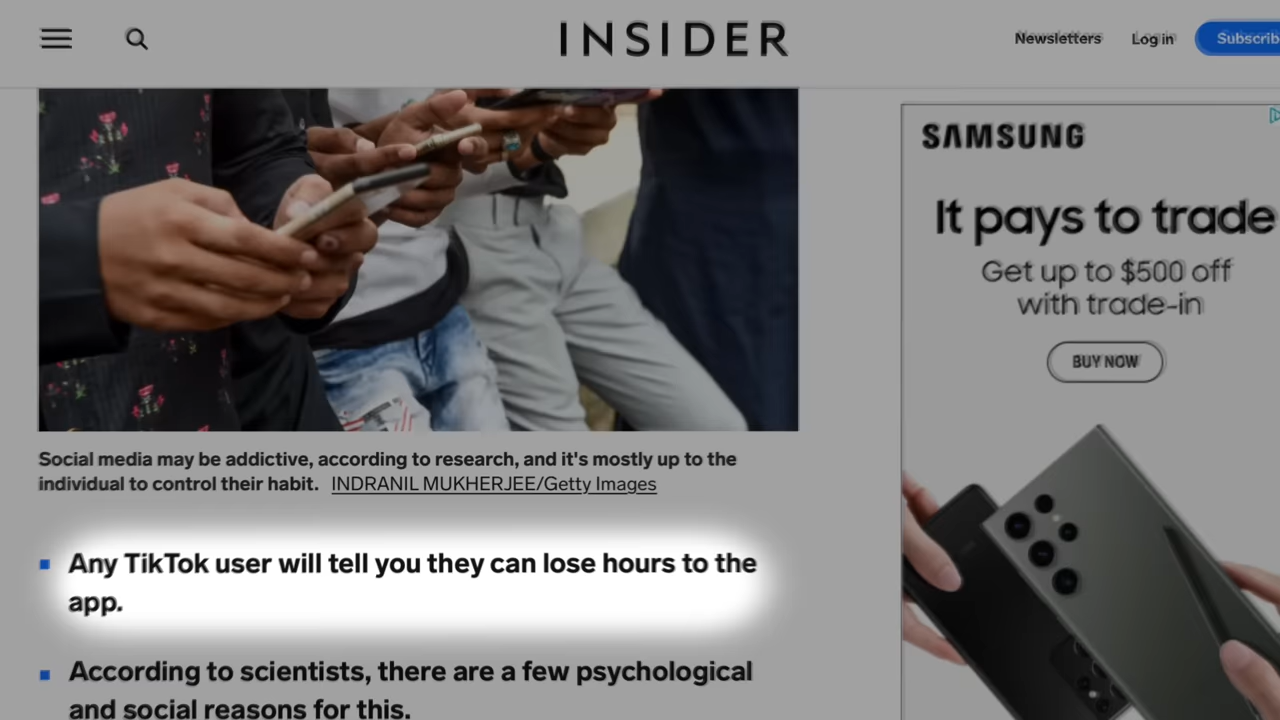 INSIDER
Newsletters
Log in
Subscrib
SAMSUNG
It pays to trade
Get up to $500 off
with trade-in
BUY NOW
Social media may be addictive, according to research, and it's mostly up to the
individual to control their habit. INDRANIL MUKHERJEE/Getty Images
Any TikTok user will tell you they can lose hours to the
app.
According to scientists, there are a few psychological
and social reasons for this.